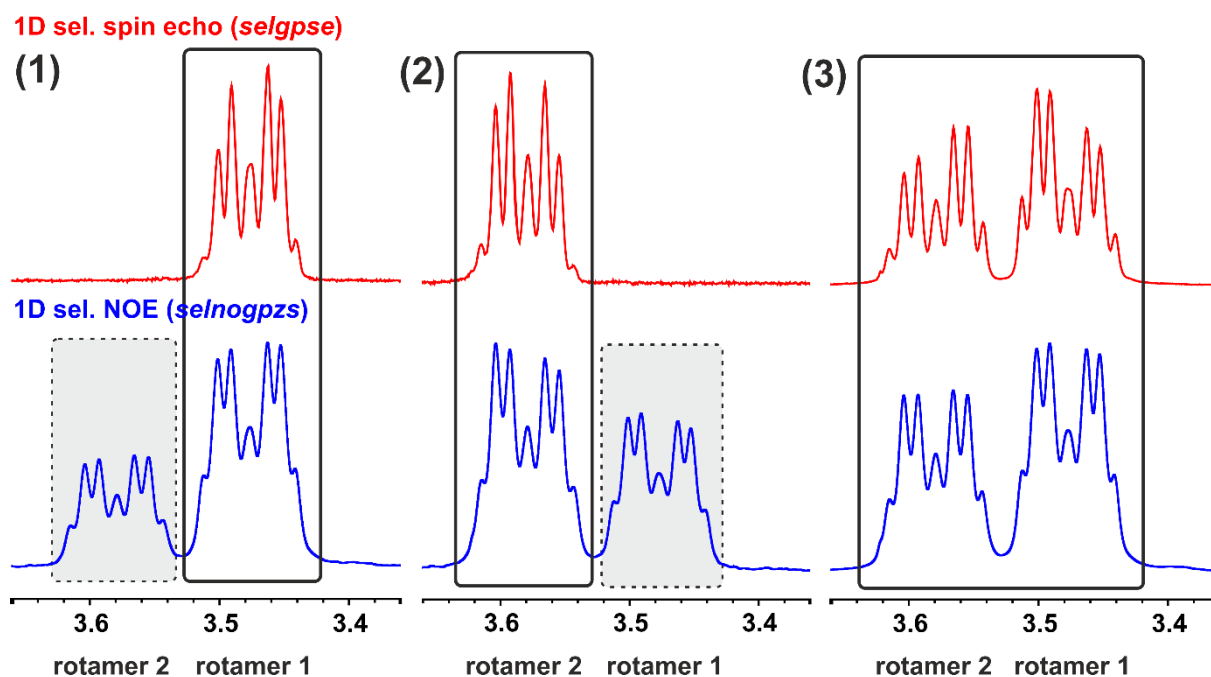 1D sel. spin echo (selgpse)
(1)
(2)
(3)
1D sel. NOE (selnogpzs)
3.6 3.5 3.4
3.6 3.5 3.4
3.6 3.5 3.4
rotamer 2 rotamer 1
rotamer 2 rotamer 1
rotamer 2 rotamer 1